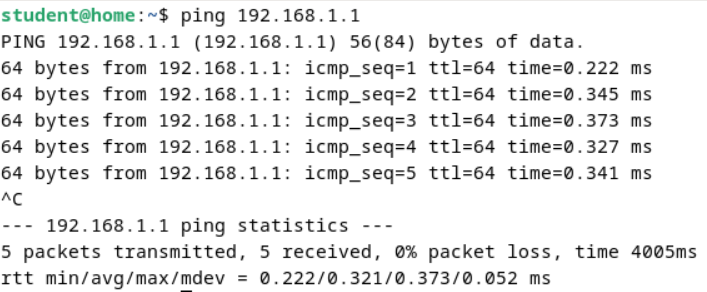 student@home:~$ ping 192.168.1.1
PING 192.168.1.1 (192.168.1.1) 56(84) bytes of data.
64 bytes from 192.168.1.1: icmp_seq=1 ttl=64 time=0.222 ms
64 bytes from 192.168.1.1: icmp_seq=2 ttl=64 time=0.345 ms
64 bytes from 192.168.1.1: icmp_seq=3 ttl=64 time=0.373 ms
64 bytes from 192.168.1.1: icmp_seq=4 ttl=64 time=0.327 ms
64 bytes from 192.168.1.1: icmp_seq=5 ttl=64 time=0.341 ms
^C
--- 192.168.1.1 ping statistics ---
5 packets transmitted, 5 received, 0% packet loss, time 4005ms
rtt min/avg/max/mdev = 0.222/0.321/0.373/0.052 ms